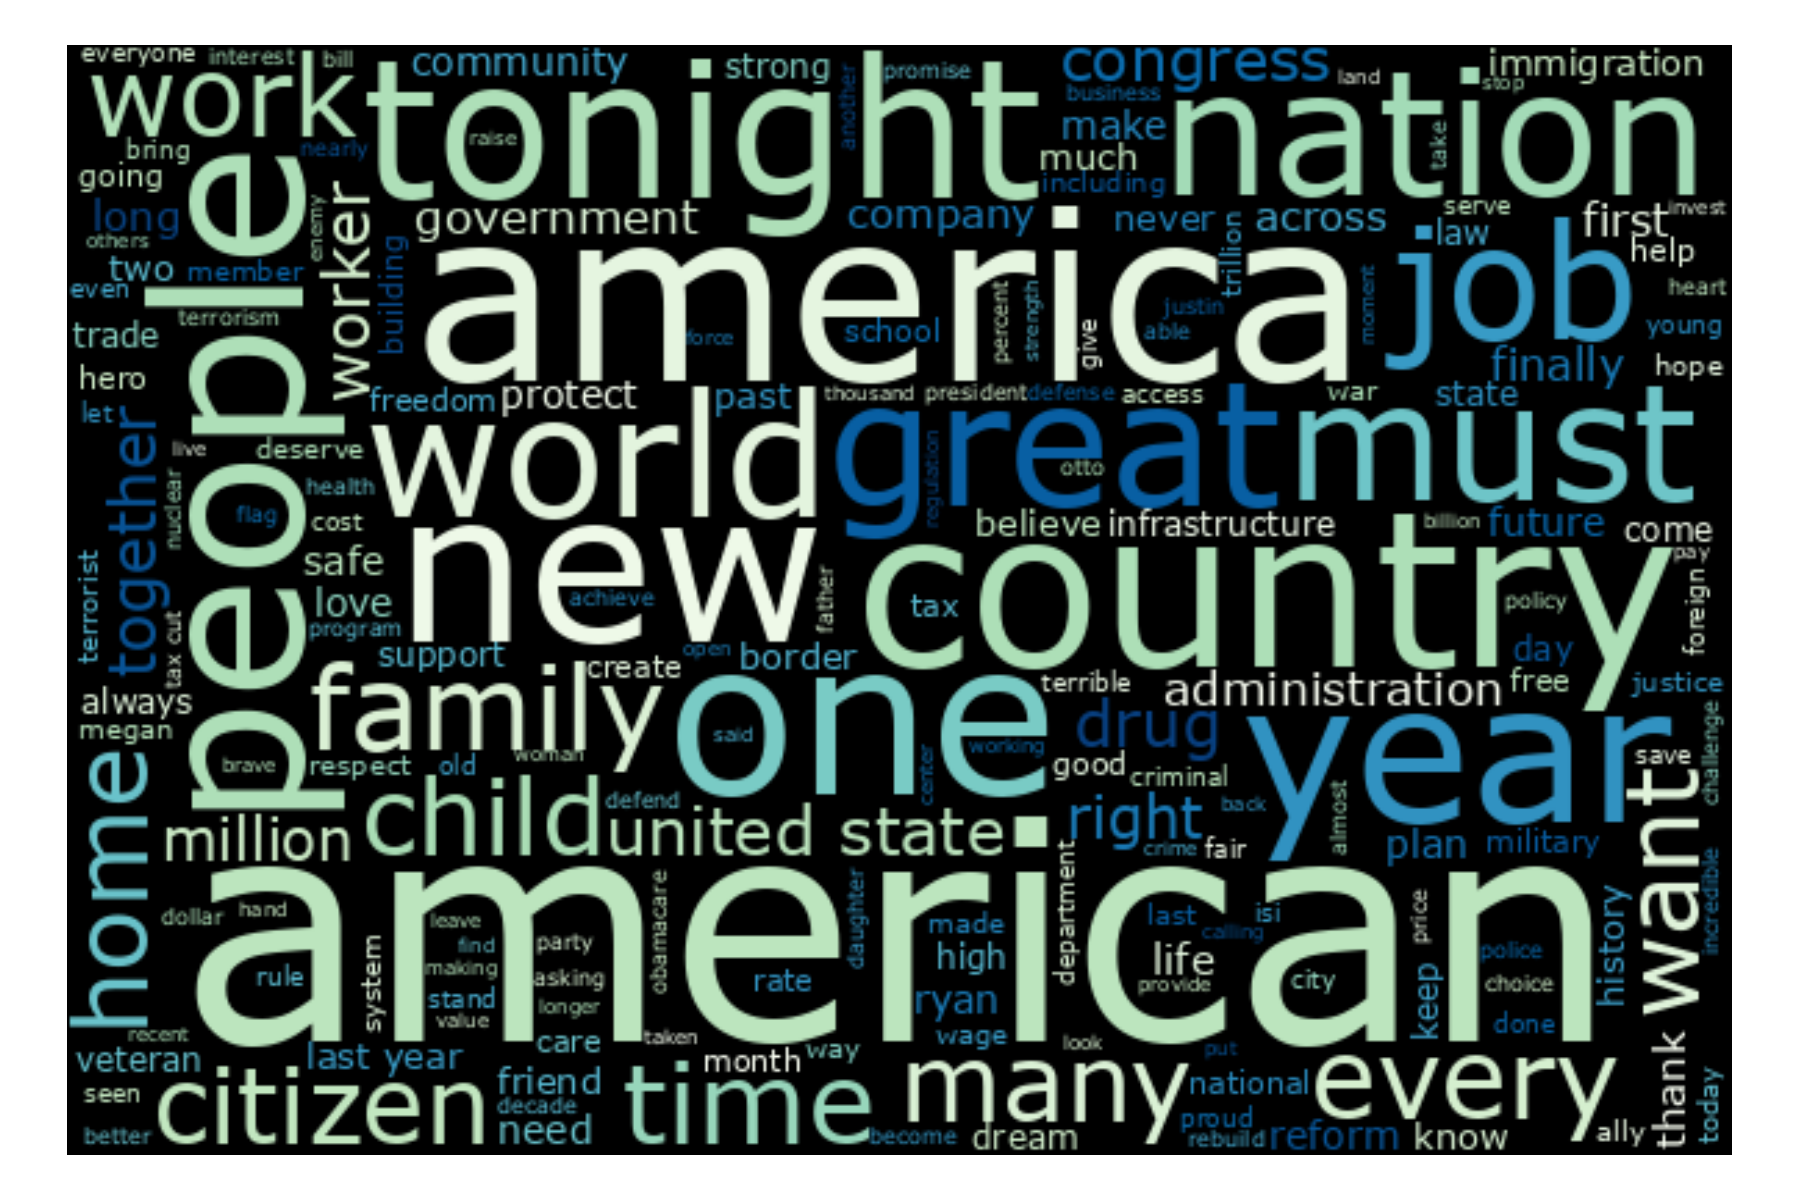 everyone interest bill community strong promise congress land immigration
work tonight nation stop
business another raise make take
bring nearly much
going including
long government company never across serve first invest
others enemy worker law help
two member building trillion job
even people america heart
terrorism percent strength justin moment young
trade force school give able
hero finally hope
freedom protect past thousand president defense access war state
let together world great must
live deserve regulation otto
nuclear health
flag cost believe infrastructure billion future come
safe new country pay
terrorist love achieve father tax policy foreign
program
tax cut support create open border day
always family one terrible administration free justice
megan drug year challenge
home brave respect old woman said center working good criminal save
child defend right back almost want
million united state crime fair plan military
american department incredible
dollar hand leave obamacare daughter made last isi price history
find party calling
rule system making asking rate high life city keep police
stand longer ryan provide choice
value
recent taken wage look done
veteran last year care month way put thank
seen citizen friend time many national every today
decade proud
better need become dream rebuild reform know ally